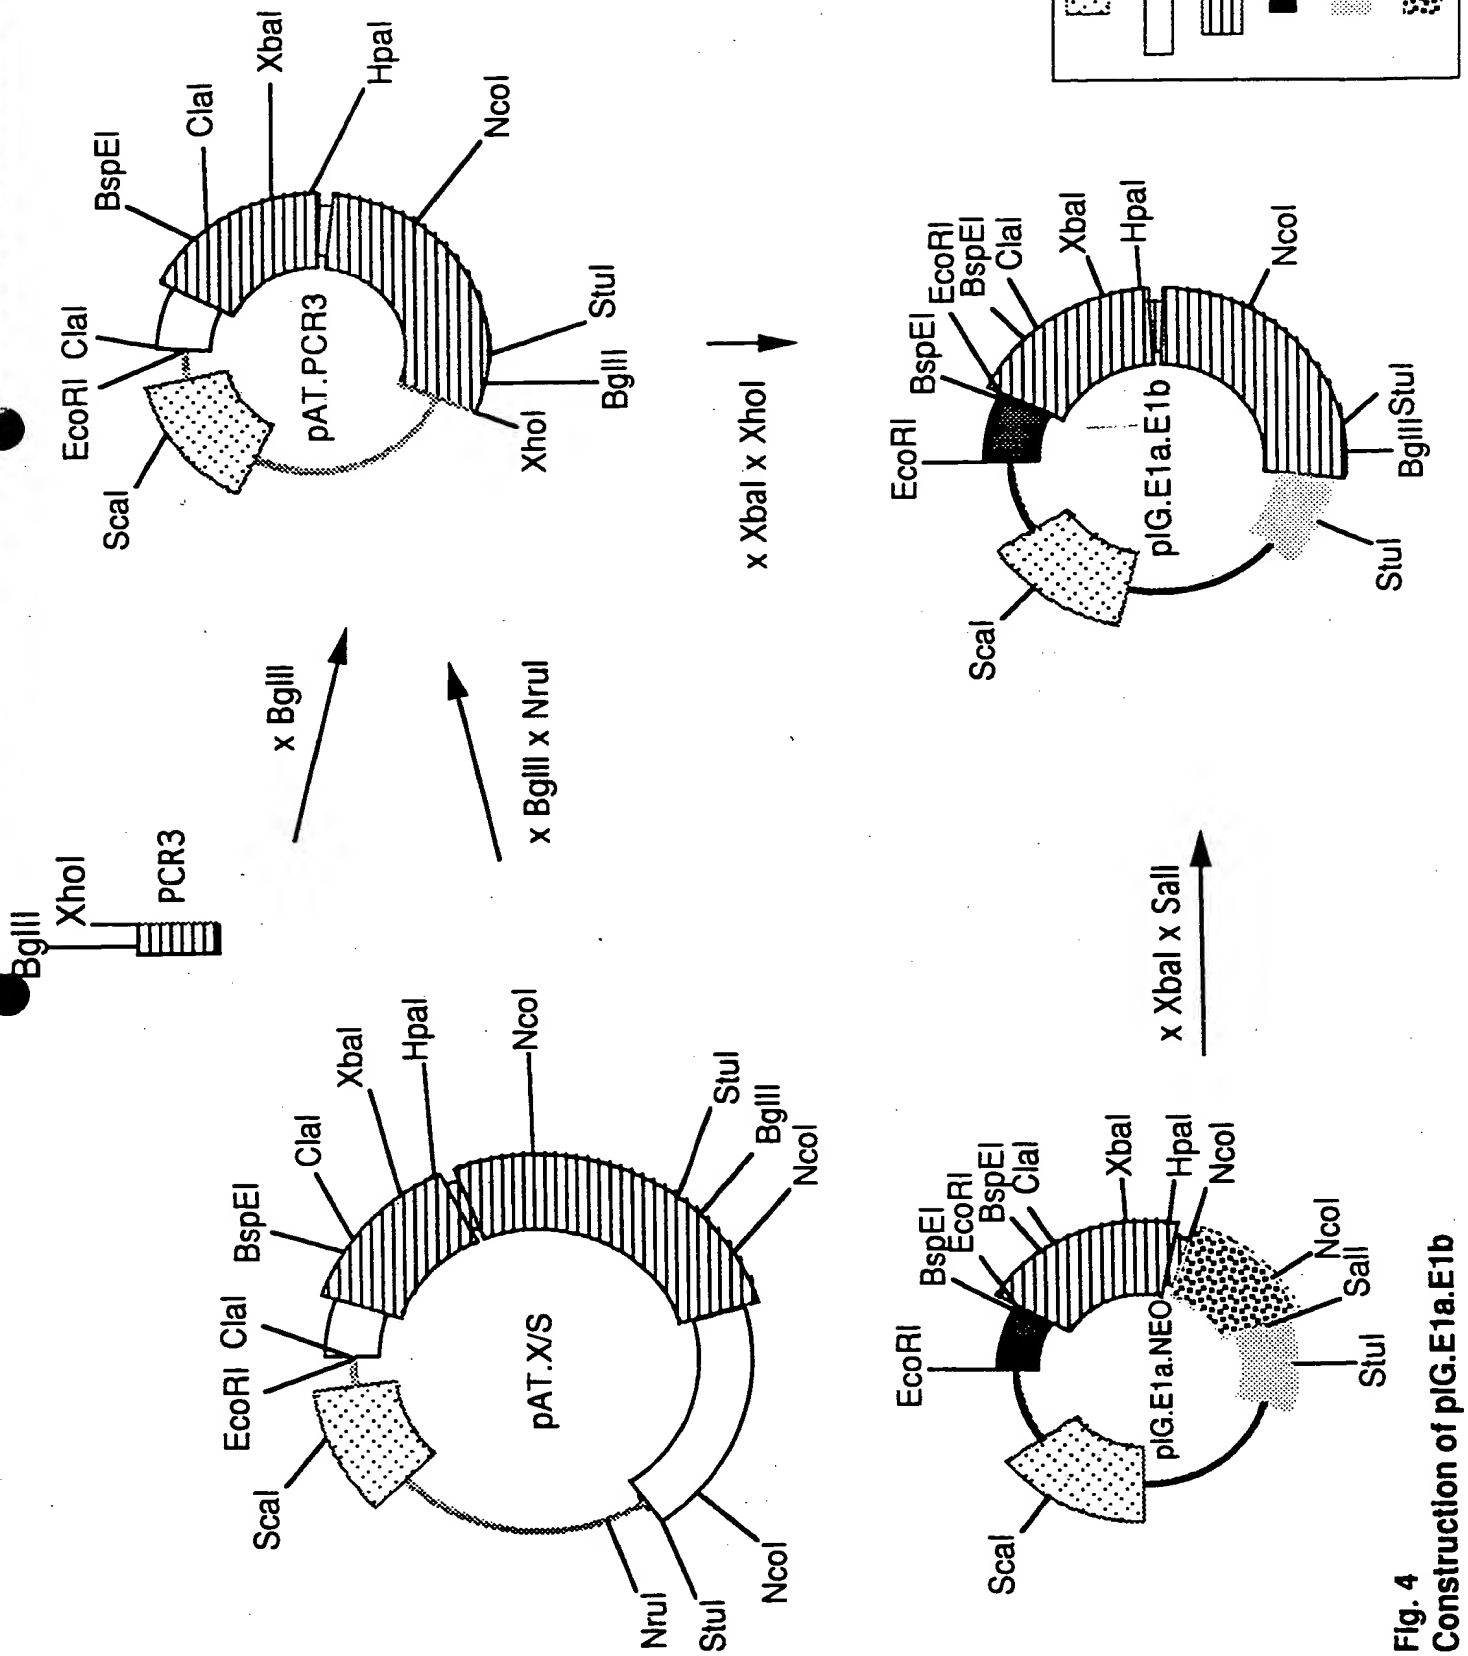 BglII
XhoI
PCR3
x BglII
x BglII x NruI
EcoRI
ClaI
BspEI
ClaI
XbaI
HpaI
NcoI
StuI
BglII
NcoI
NcoI
StuI
NruI
ScaI
pAT.X/S
EcoRI
ClaI
BspEI
ClaI
XbaI
HpaI
NcoI
StuI
BglII
XhoI
ScaI
pAT.PCR3
x XbaI x XhoI
EcoRI
BspEI
EcoRI
BspEI
ClaI
XbaI
HpaI
NcoI
NcoI
SalI
StuI
ScaI
pIG.E1a.NEO
x XbaI x SalI
EcoRI
BspEI
EcoRI
BspEI
ClaI
XbaI
HpaI
NcoI
StuI
BglII
StuI
ScaI
pIG.E1a.E1b
Fig. 4
Construction of pIG.E1a.E1b